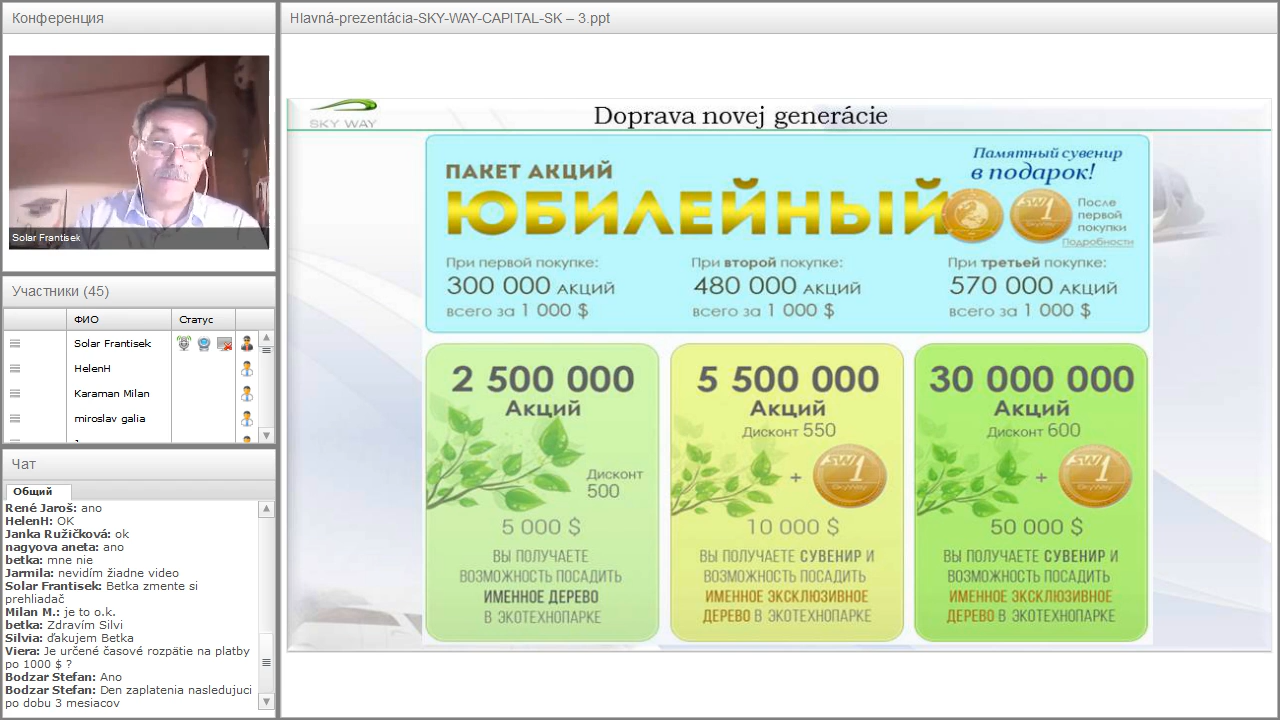 Конференция
Solar Frantisek
Участники (45)
ФИО
Статус
Solar Frantisek
HelenH
Karaman Milan
miroslav galia
Чат
Общий
René Jaroš: ano
HelenH: OK
Janka Ružičková: ok
nagyova aneta: ano
betka: mne nie
Jarmila: nevidím žiadne video
Solar Frantisek: Betka zmente si
prehliadač
Milan M.: je to o.k.
betka: Zdravím Silvi
Silvia: ďakujem Betka
Viera: Je určené časové rozpätie na platby
po 1000 $ ?
Bodzar Stefan: Ano
Bodzar Stefan: Den zaplatenia nasledujuci
po dobu 3 mesiacov
Hlavná-prezentácia-SKY-WAY-CAPITAL-SK – 3.ppt
SKY WAY
Doprava novej generácie
ПАКЕТ АКЦИЙ
ЮБИЛЕЙНЫЙ
Памятный сувенир
в подарок!
SW1
SkyWay
После
первой
покупки
Подробности
При первой покупке:
300 000 АКЦИЙ
всего за 1 000 $
При второй покупке:
480 000 АКЦИЙ
всего за 1 000 $
При третьей покупке:
570 000 АКЦИЙ
всего за 1 000 $
2 500 000
Акций
Дисконт
500
5 000 $
ВЫ ПОЛУЧАЕТЕ
ВОЗМОЖНОСТЬ ПОСАДИТЬ
ИМЕННОЕ ДЕРЕВО
В ЭКОТЕХНОПАРКЕ
5 500 000
Акций
Дисконт 550
+
SW1
SkyWay
10 000 $
ВЫ ПОЛУЧАЕТЕ СУВЕНИР И
ВОЗМОЖНОСТЬ ПОСАДИТЬ
ИМЕННОЕ ЭКСКЛЮЗИВНОЕ
ДЕРЕВО В ЭКОТЕХНОПАРКЕ
30 000 000
Акций
Дисконт 600
+
SW1
SkyWay
50 000 $
ВЫ ПОЛУЧАЕТЕ СУВЕНИР И
ВОЗМОЖНОСТЬ ПОСАДИТЬ
ИМЕННОЕ ЭКСКЛЮЗИВНОЕ
ДЕРЕВО В ЭКОТЕХНОПАРКЕ